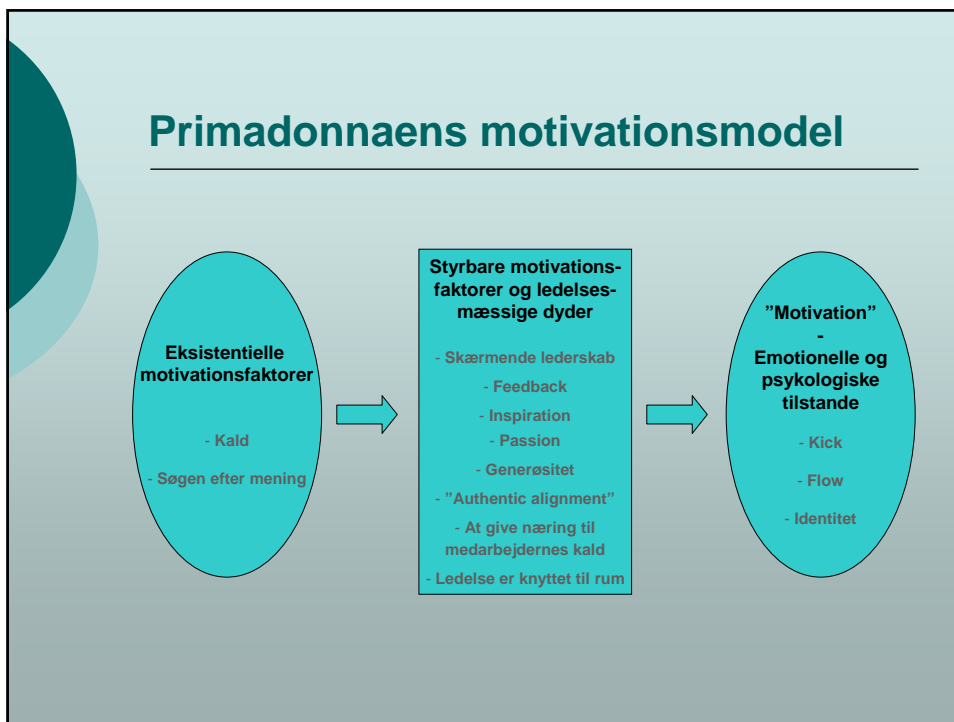 Primadonnaens motivationsmodel
Eksistentielle
motivationsfaktorer
- Kald
- Søgen efter mening
Styrbare motivations-
faktorer og ledelses-
mæssige dyder
- Skærmende lederskab
- Feedback
- Inspiration
- Passion
- Generøsitet
- ”Authentic alignment”
- At give næring til
medarbejdernes kald
- Ledelse er knyttet til rum
”Motivation”
-
Emotionelle og
psykologiske
tilstande
- Kick
- Flow
- Identitet